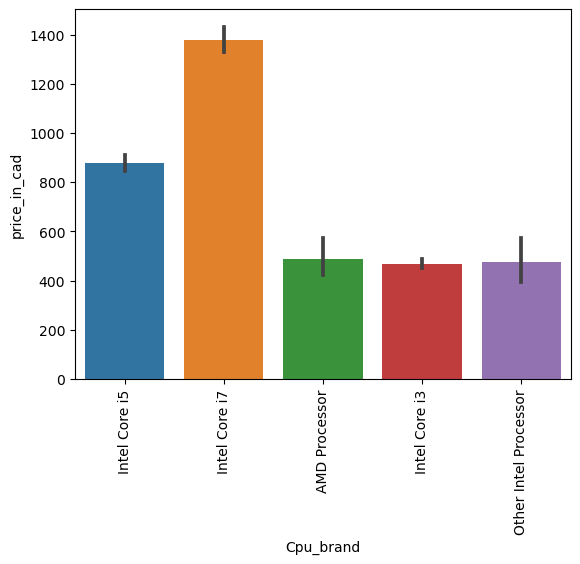 1400
1200
1000
800
600
400
200
0
price_in_cad
Intel Core i5
Intel Core i7
AMD Processor
Intel Core i3
Other Intel Processor
Cpu_brand